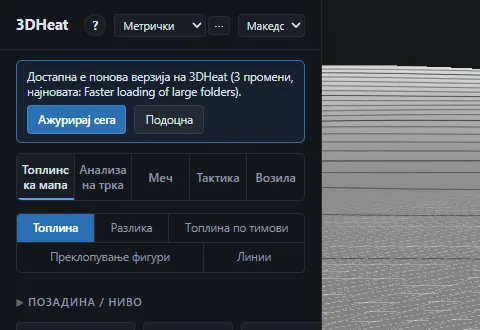 3DHeat ? Метрички ... Македс
Достапна е понова верзија на 3DHeat (3 промени,
најновата: Faster loading of large folders).
Ажурирај сега Подоцна
Топлинс
ка мапа
Анализа
на трка
Меч Тактика Возила
Топлина Разлика Топлина по тимови
Преклопување фигури Линии
▶ ПОЗАДИНА / НИВО